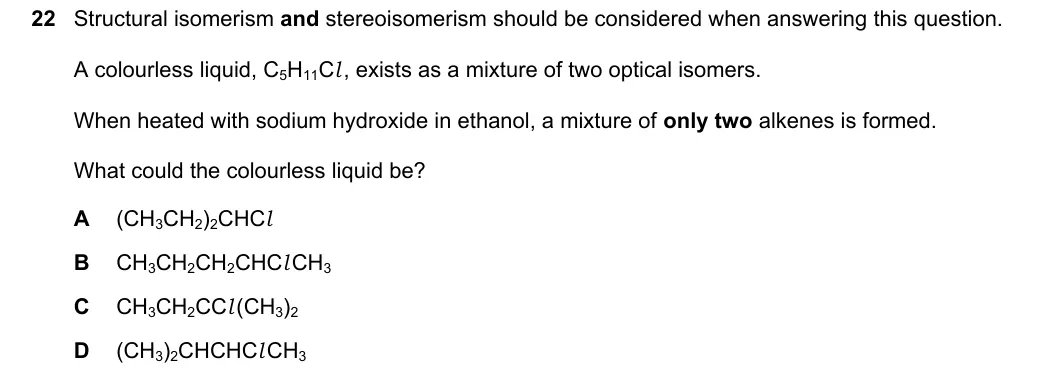 22 Structural isomerism and stereoisomerism should be considered when answering this question.
A colourless liquid, C₅H₁₁Cl, exists as a mixture of two optical isomers.
When heated with sodium hydroxide in ethanol, a mixture of only two alkenes is formed.
What could the colourless liquid be?
A (CH₃CH₂)₂CHCl
B CH₃CH₂CH₂CHClCH₃
C CH₃CH₂CCl(CH₃)₂
D (CH₃)₂CHCHClCH₃